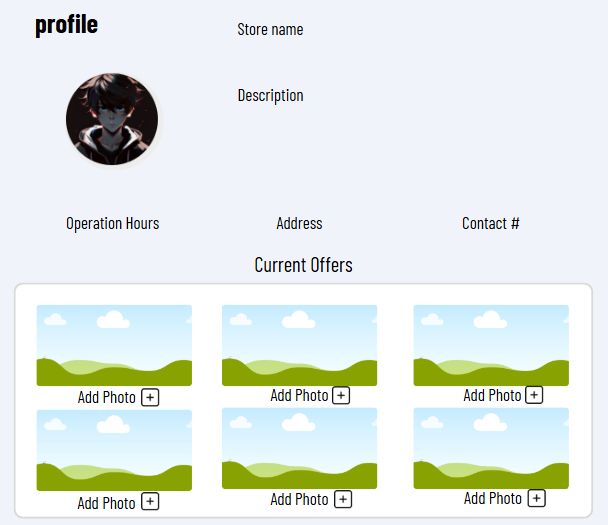 profile
Store name
Description
Operation Hours
Address
Contact #
Current Offers
Add Photo
Add Photo
Add Photo
Add Photo
Add Photo
Add Photo